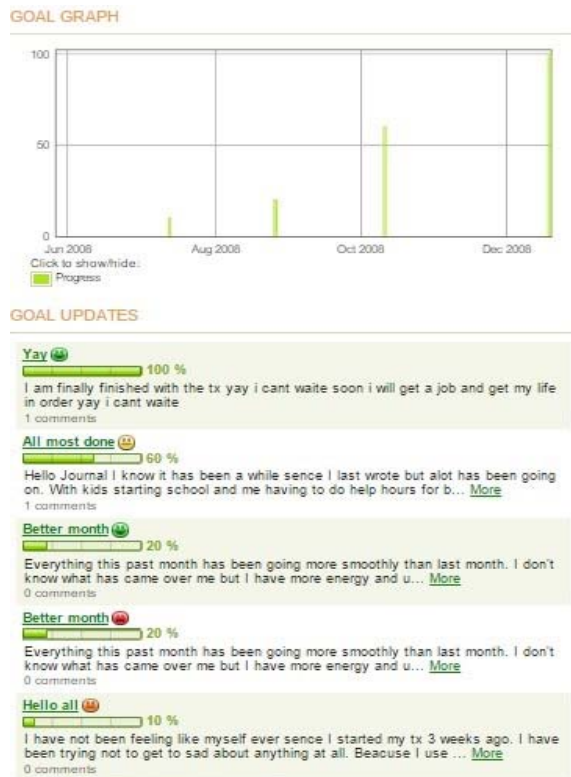 GOAL GRAPH
100
50
0
Jun 2008 Aug 2008 Oct 2008 Dec 2008
Click to show/hide:
Progress
GOAL UPDATES
Yay
100 %
I am finally finished with the tx yay i cant waite soon i will get a job and get my life
in order yay i cant waite
1 comments
All most done
60 %
Hello Journal I know it has been a while sence I last wrote but alot has been going
on. With kids starting school and me having to do help hours for b... More
1 comments
Better month
20 %
Everything this past month has been going more smoothly than last month. I don't
know what has came over me but I have more energy and u... More
0 comments
Better month
20 %
Everything this past month has been going more smoothly than last month. I don't
know what has came over me but I have more energy and u... More
0 comments
Hello all
10 %
I have not been feeling like myself ever sence I started my tx 3 weeks ago. I have
been trying not to get to sad about anything at all. Beacuse I use ... More
0 comments